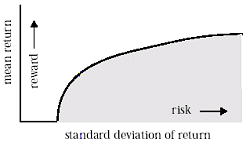 mean return
reward
risk
standard deviation of return